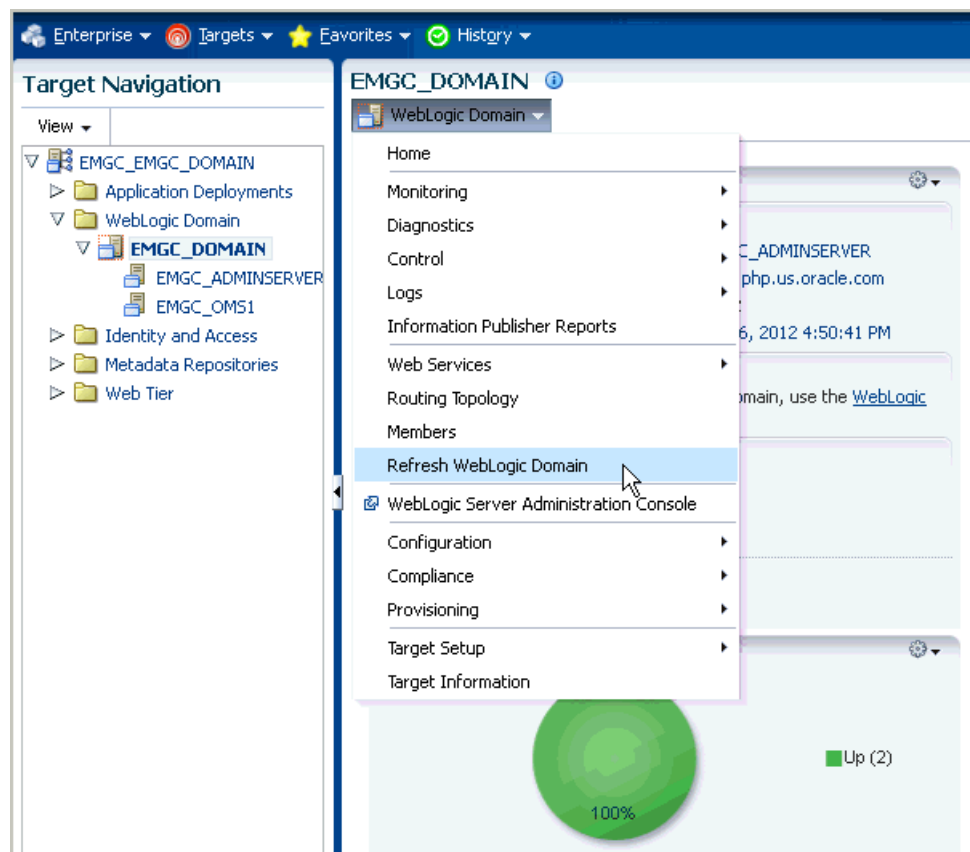 Enterprise Targets Favorites History
Target Navigation
View
EMGC_EMGC_DOMAIN
Application Deployments
WebLogic Domain
EMGC_DOMAIN
EMGC_ADMINSERVER
EMGC_OMS1
Identity and Access
Metadata Repositories
Web Tier
EMGC_DOMAIN
WebLogic Domain
Home
Monitoring
Diagnostics
Control
Logs
Information Publisher Reports
Web Services
Routing Topology
Members
Refresh WebLogic Domain
WebLogic Server Administration Console
Configuration
Compliance
Provisioning
Target Setup
Target Information
C_ADMINSERVER
php.us.oracle.com
6, 2012 4:50:41 PM
omain, use the WebLogic
Up (2)
100%